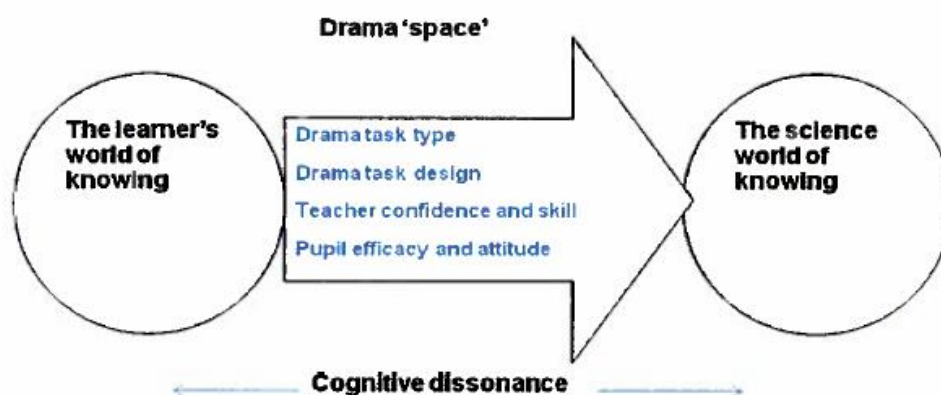 Drama ‘space’
The learner's
world of
knowing
Drama task type
Drama task design
Teacher confidence and skill
Pupil efficacy and attitude
The science
world of
knowing
Cognitive dissonance